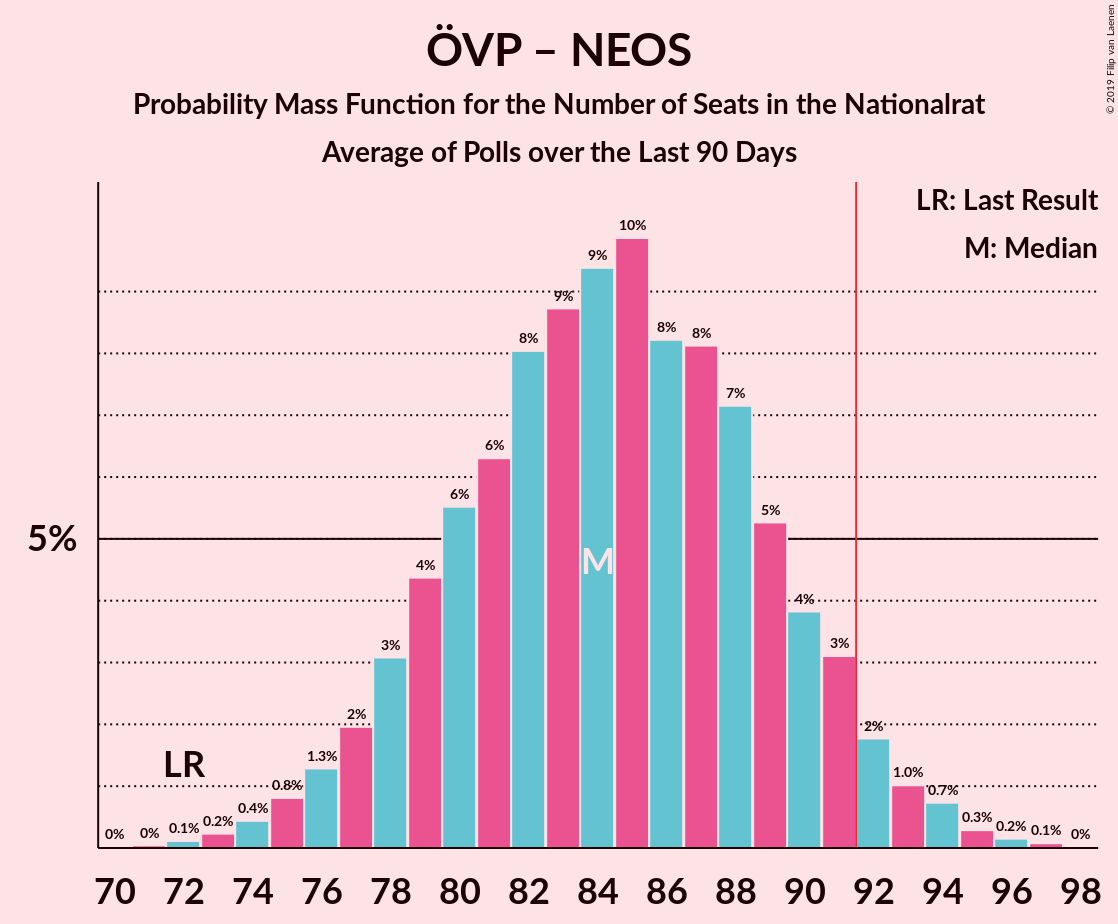 ÖVP – NEOS
Probability Mass Function for the Number of Seats in the Nationalrat
Average of Polls over the Last 90 Days
© 2019 Filip van Laenen
LR: Last Result
M: Median
5%
0% 0% 0.1% 0.2% 0.4% 0.8% 1.3% 2% 3% 4% 6% 6% 8% 9% 9% 10% 8% 8% 7% 5% 4% 3% 2% 1.0% 0.7% 0.3% 0.2% 0.1% 0%
LR
M
70 72 74 76 78 80 82 84 86 88 90 92 94 96 98